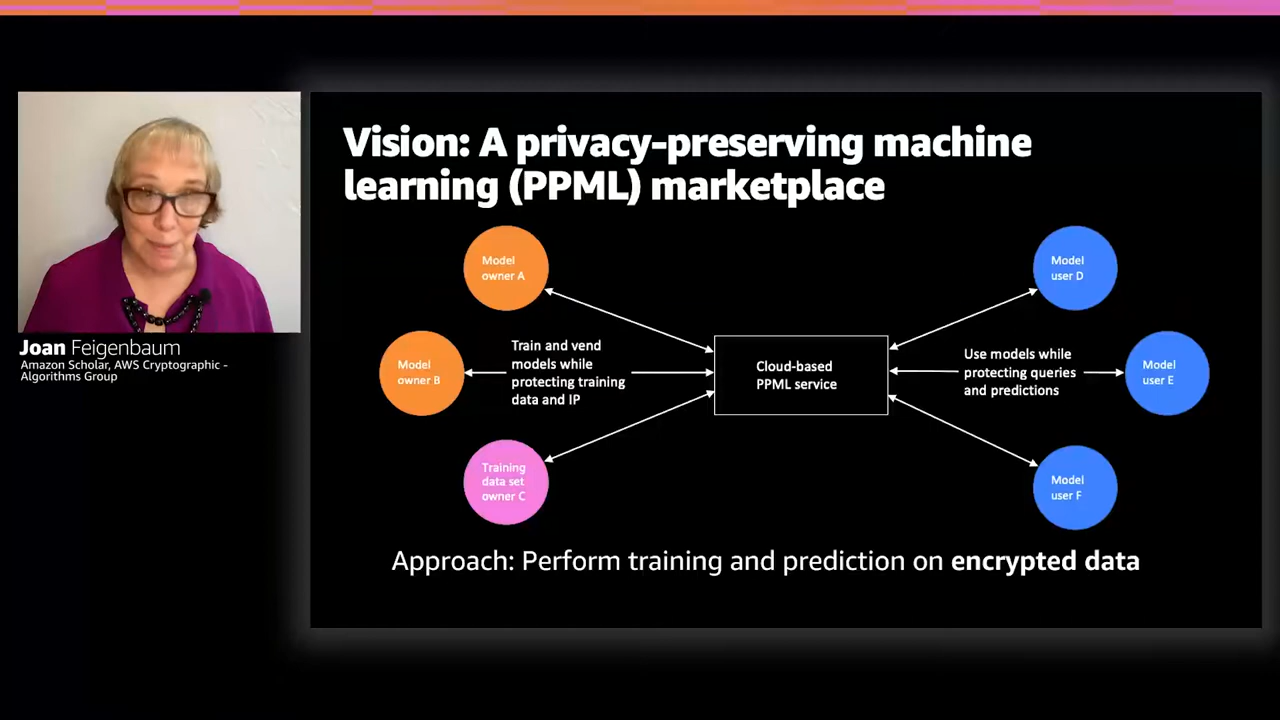 Vision: A privacy-preserving machine
learning (PPML) marketplace
Joan Feigenbaum
Amazon Scholar, AWS Cryptographic -
Algorithms Group
Model
owner A
Model
owner B
Training
data set
owner C
Train and vend
models while
protecting training
data and IP
Cloud-based
PPML service
Use models while
protecting queries
and predictions
Model
user D
Model
user E
Model
user F
Approach: Perform training and prediction on encrypted data